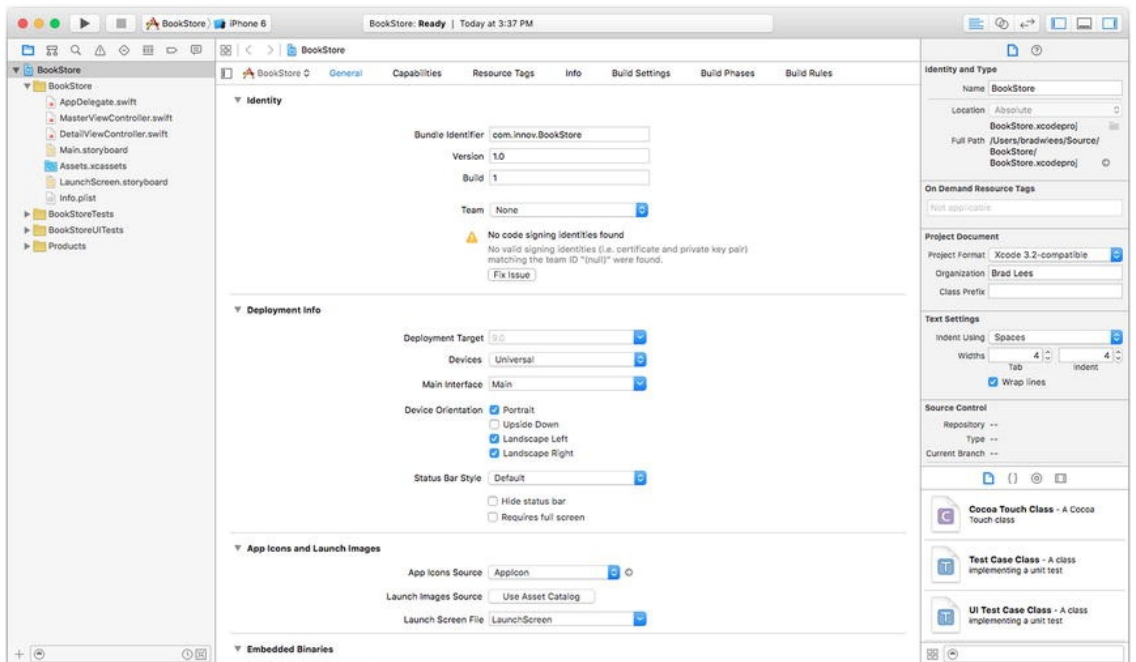 BookStore iPhone 6
BookStore: Ready | Today at 3:37 PM
BookStore
BookStore
AppDelegate.swift
MasterViewController.swift
DetailViewController.swift
Main.storyboard
Assets.xcassets
LaunchScreen.storyboard
Info.plist
BookStoreTests
BookStoreUITests
Products
BookStore
BookStore General Capabilities Resource Tags Info Build Settings Build Phases Build Rules
Identity
Bundle Identifier com.innov.BookStore
Version 1.0
Build 1
Team None
No code signing identities found
No valid signing identities (i.e. certificate and private key pair)
matching the team ID "(null)" were found.
Fix Issue
Deployment Info
Deployment Target 9.0
Devices Universal
Main Interface Main
Device Orientation Portrait
Upside Down
Landscape Left
Landscape Right
Status Bar Style Default
Hide status bar
Requires full screen
App Icons and Launch Images
App Icons Source AppIcon
Launch Images Source Use Asset Catalog
Launch Screen File LaunchScreen
Embedded Binaries
Identity and Type
Name BookStore
Location Absolute
BookStore.xcodeproj
Full Path /Users/bradwlees/Source/
BookStore/
BookStore.xcodeproj
On Demand Resource Tags
Not applicable
Project Document
Project Format Xcode 3.2-compatible
Organization Brad Lees
Class Prefix
Text Settings
Indent Using Spaces
Widths 4 4
Tab Indent
Wrap lines
Source Control
Repository --
Type --
Current Branch --
{ }
C Cocoa Touch Class - A Cocoa
Touch class
T Test Case Class - A class
implementing a unit test
T UI Test Case Class - A class
implementing a unit test